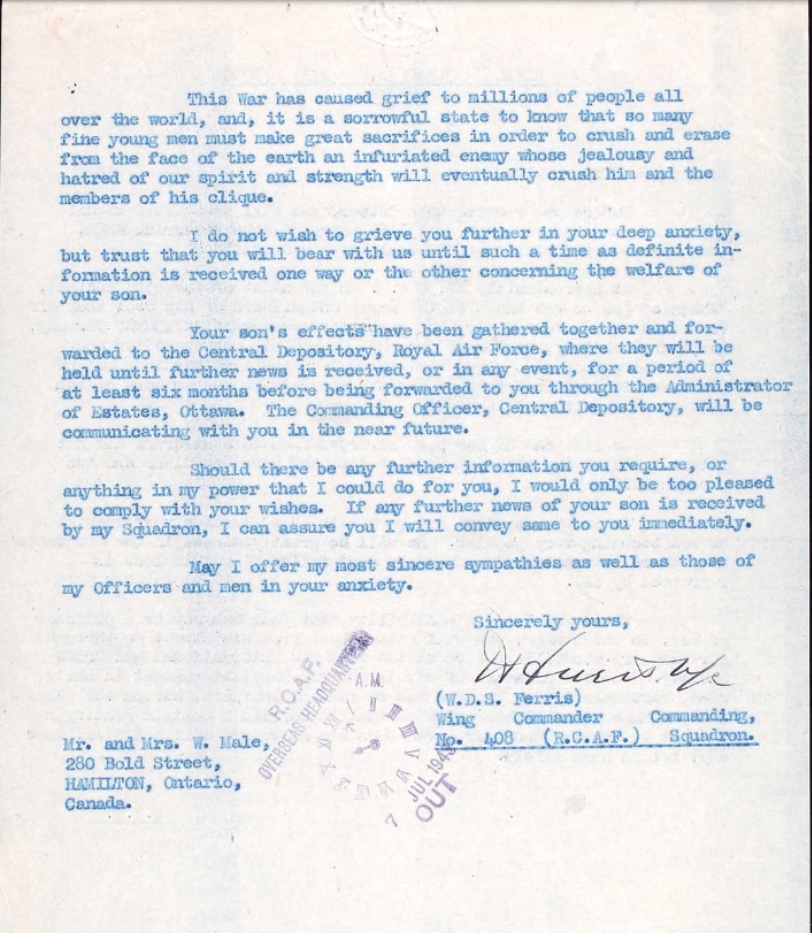 This War has caused grief to millions of people all
over the world, and, it is a sorrowful state to know that so many
fine young men must make great sacrifices in order to crush and erase
from the face of the earth an infuriated enemy whose jealousy and
hatred of our spirit and strength will eventually crush him and the
members of his clique.
I do not wish to grieve you further in your deep anxiety,
but trust that you will bear with us until such a time as definite in-
formation is received one way or the other concerning the welfare of
your son.
Your son's effects have been gathered together and for-
warded to the Central Depository, Royal Air Force, where they will be
held until further news is received, or in any event, for a period of
at least six months before being forwarded to you through the Administrator
of Estates, Ottawa. The Commanding Officer, Central Depository, will be
communicating with you in the near future.
Should there be any further information you require, or
anything in my power that I could do for you, I would only be too pleased
to comply with your wishes. If any further news of your son is received
by my Squadron, I can assure you I will convey same to you immediately.
May I offer my most sincere sympathies as well as those of
my Officers and men in your anxiety.
Sincerely yours,
(W.D.S. Ferris)
Wing Commander Commanding,
No. 408 (R.C.A.F.) Squadron.
R.C.A.F.
OVERSEAS HEADQUARTERS
A.M.
7 JUL 1943
OUT
Mr. and Mrs. W. Male,
280 Bold Street,
HAMILTON, Ontario,
Canada.